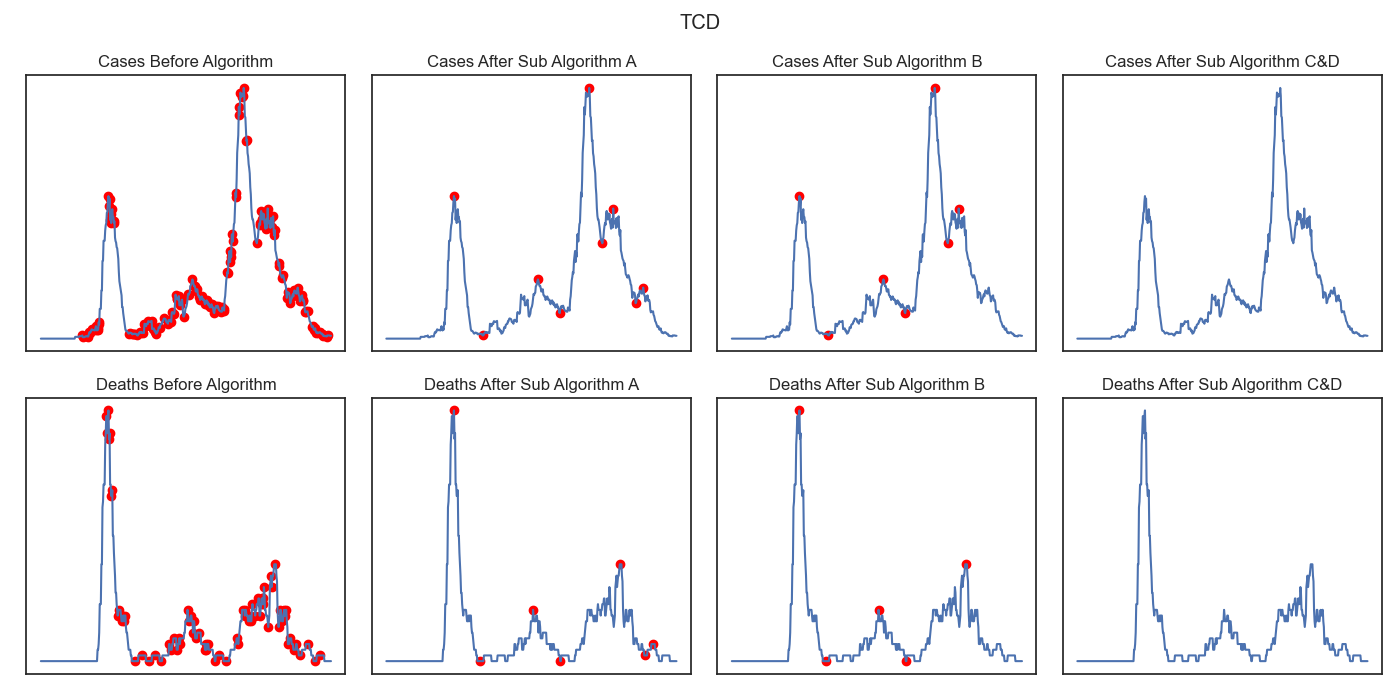 TCD
Cases Before Algorithm
Cases After Sub Algorithm A
Cases After Sub Algorithm B
Cases After Sub Algorithm C&D
Deaths Before Algorithm
Deaths After Sub Algorithm A
Deaths After Sub Algorithm B
Deaths After Sub Algorithm C&D